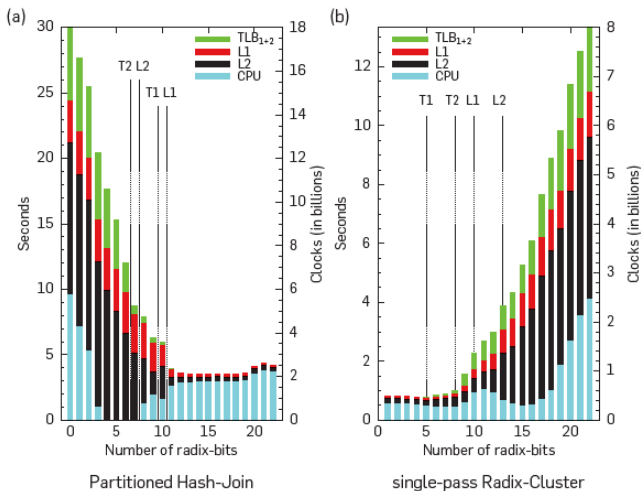 (a)
30
25
20
15
10
5
0
Seconds
TLB1+2
L1
L2
CPU
T2 L2
T1 L1
18
16
14
12
10
8
6
4
2
0
Clocks (in billions)
0 5 10 15 20
Number of radix-bits
Partitioned Hash-Join
(b)
12
10
8
6
4
2
0
Seconds
TLB1+2
L1
L2
CPU
T1 T2 L1 L2
8
7
6
5
4
3
2
1
0
Clocks (in billions)
0 5 10 15 20
Number of radix-bits
single-pass Radix-Cluster